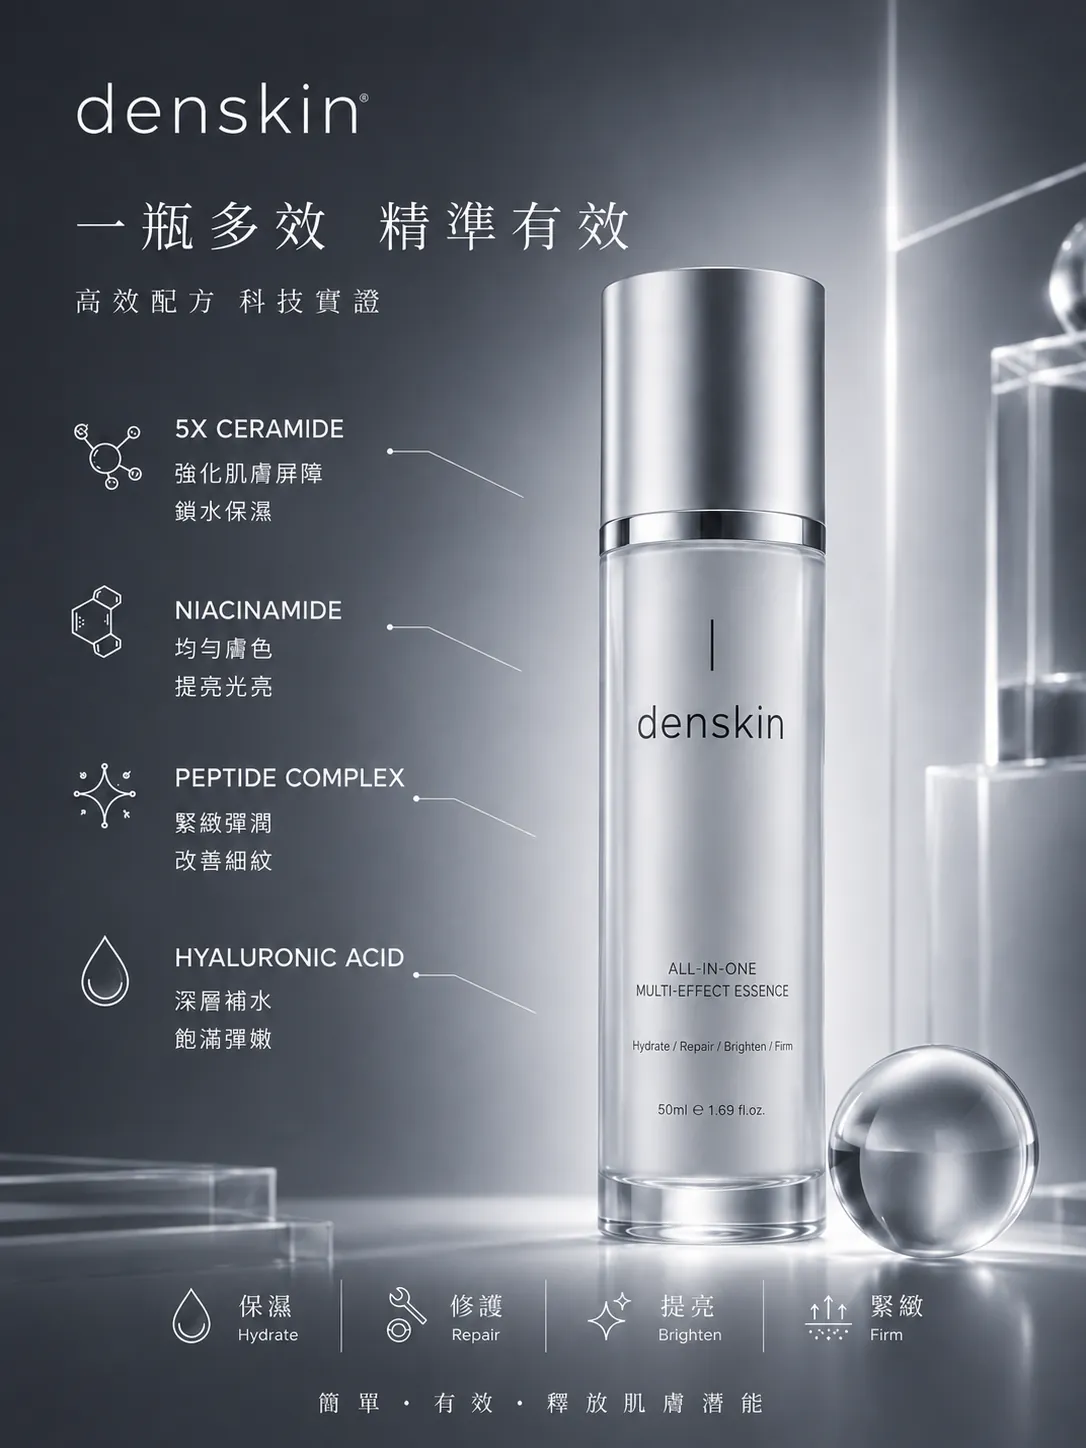 denskin®
一瓶多效 精準有效
高效配方 科技實證
5X CERAMIDE
強化肌膚屏障
鎖水保濕
NIACINAMIDE
均勻膚色
提亮光亮
PEPTIDE COMPLEX
緊緻彈潤
改善細紋
HYALURONIC ACID
深層補水
飽滿彈嫩
denskin
ALL-IN-ONE
MULTI-EFFECT ESSENCE
Hydrate / Repair / Brighten / Firm
50ml ℮ 1.69 fl.oz.
保濕
Hydrate
修護
Repair
提亮
Brighten
緊緻
Firm
簡單・有效・釋放肌膚潛能